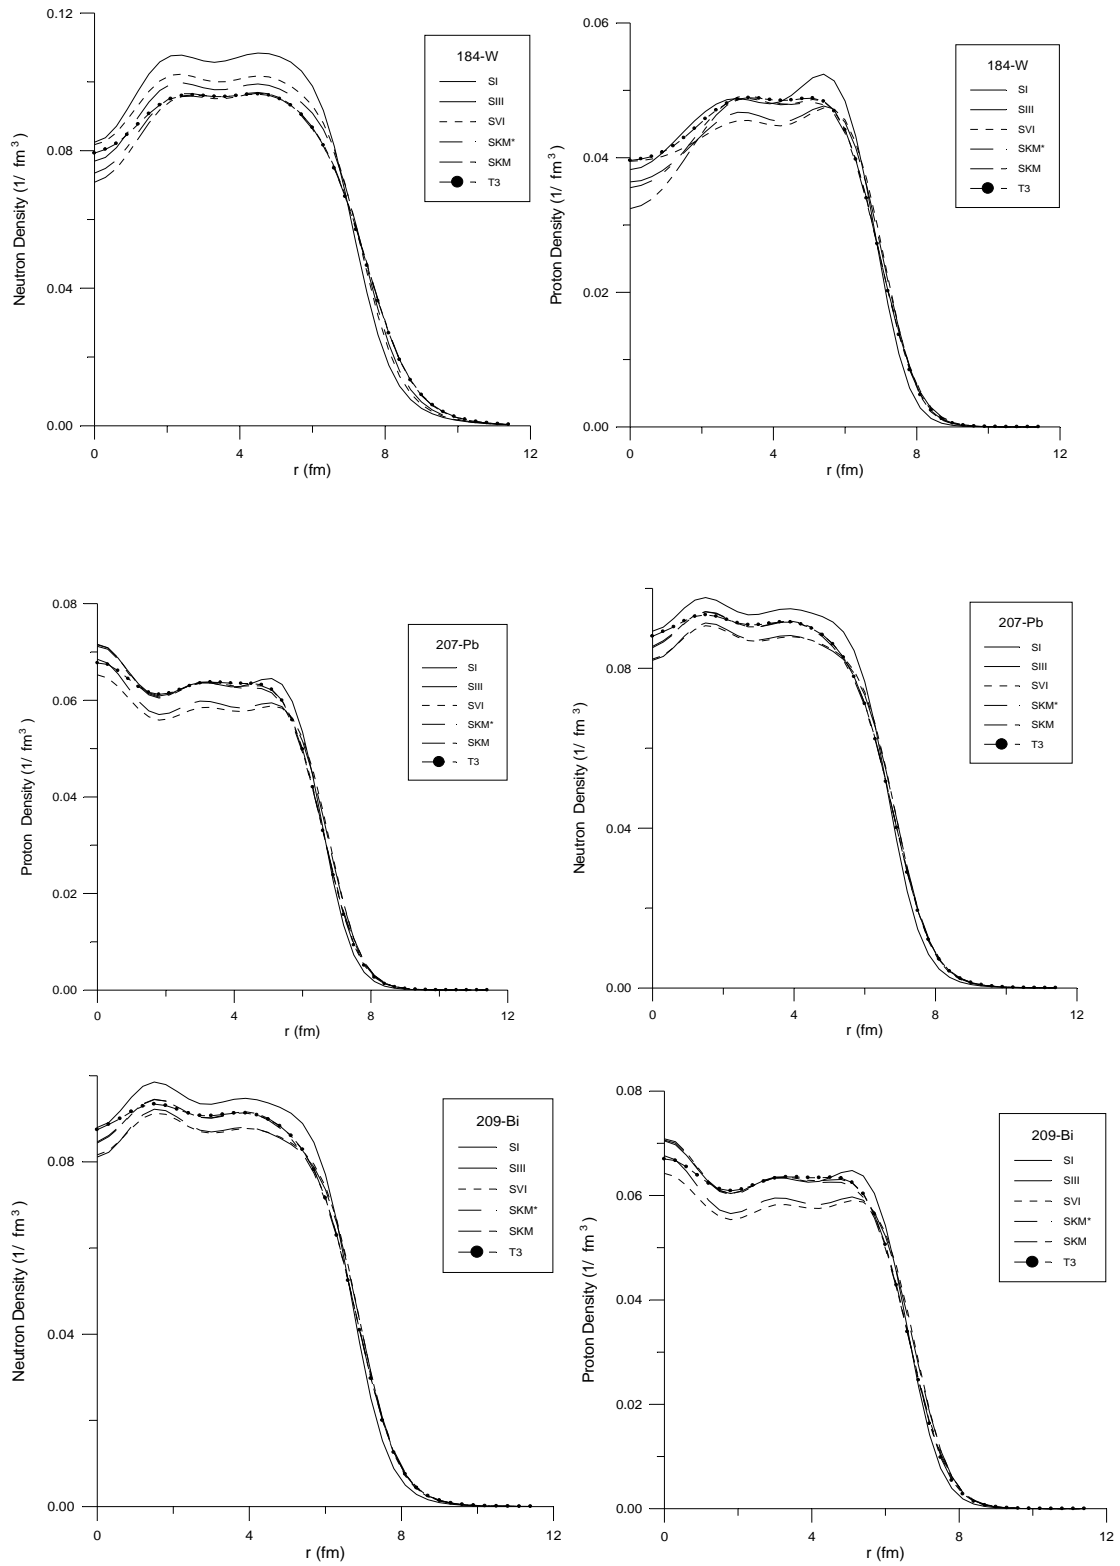 0.12
0.08
0.04
0.00
Neutron Density (1/ fm³ )
184-W
SI
SIII
SVI
SKM*
SKM
T3
0
4
8
12
r (fm)
0.06
0.04
0.02
0.00
Proton Density (1/ fm³ )
184-W
SI
SIII
SVI
SKM*
SKM
T3
0
4
8
12
r (fm)
0.08
0.06
0.04
0.02
0.00
Proton Density (1/ fm³ )
207-Pb
SI
SIII
SVI
SKM*
SKM
T3
0
4
8
12
r (fm)
0.08
0.04
0.00
Neutron Density (1/ fm³ )
207-Pb
SI
SIII
SVI
SKM*
SKM
T3
0
4
8
12
r (fm)
0.08
0.04
0.00
Neutron Density (1/ fm³ )
209-Bi
SI
SIII
SVI
SKM*
SKM
T3
0
4
8
12
r (fm)
0.08
0.06
0.04
0.02
0.00
Proton Density (1/ fm³ )
209-Bi
SI
SIII
SVI
SKM*
SKM
T3
0
4
8
12
r (fm)